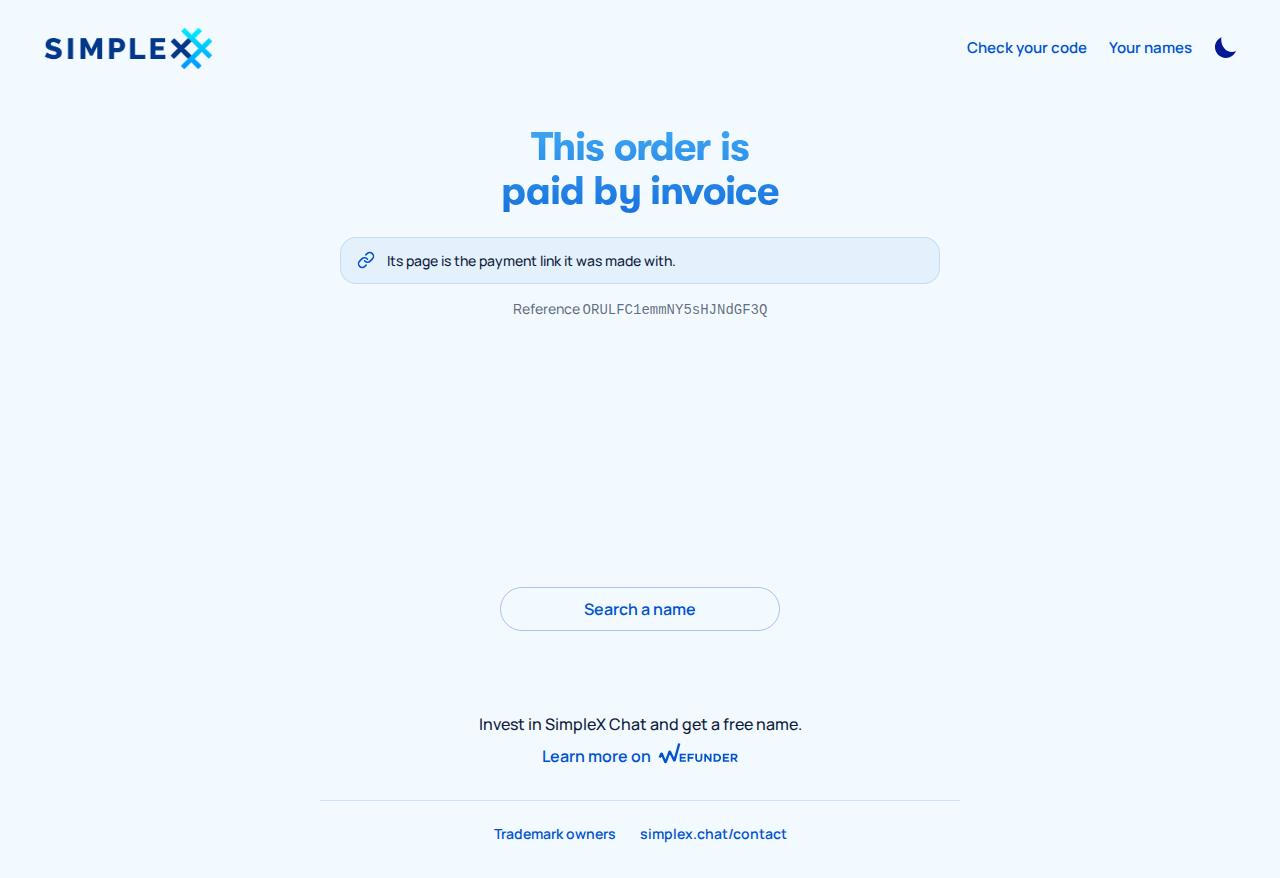 SIMPLEX
Check your code
Your names
This order is
paid by invoice
Its page is the payment link it was made with.
Reference ORULFC1emmNY5sHJNdGF3Q
Search a name
Invest in SimpleX Chat and get a free name.
Learn more on WEFUNDER
Trademark owners
simplex.chat/contact